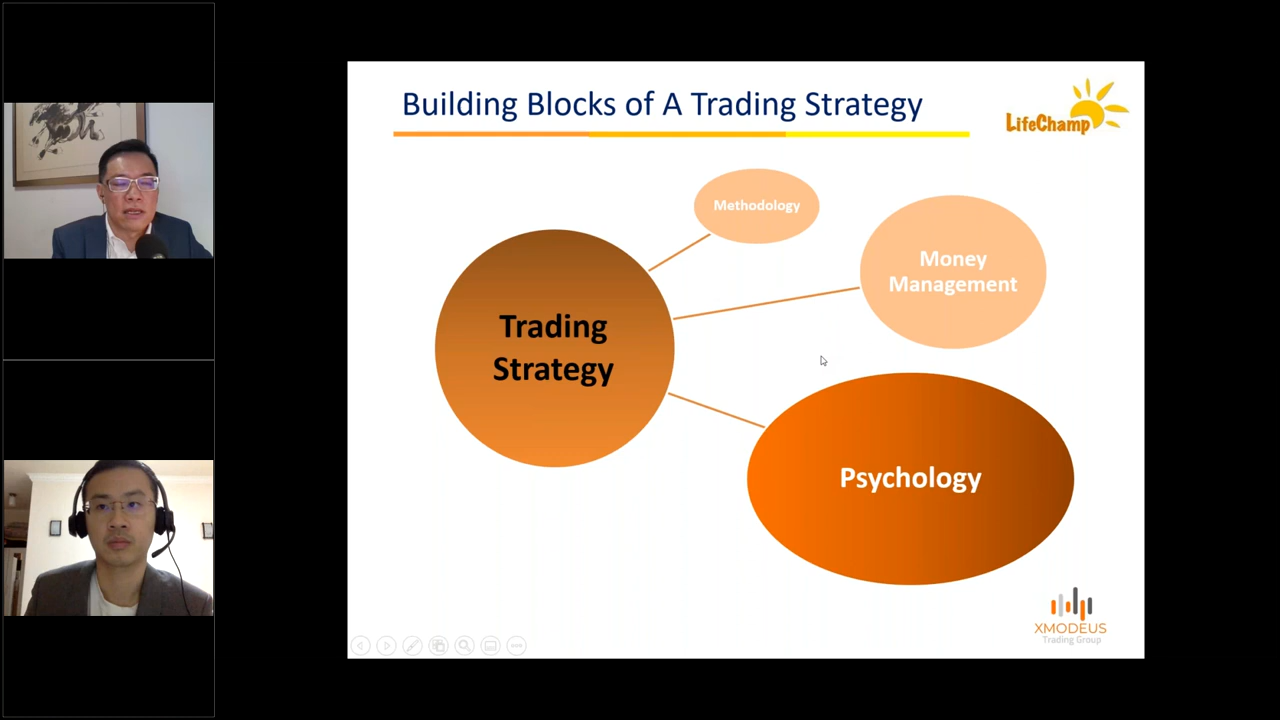 Building Blocks of A Trading Strategy
LifeChamp
Methodology
Money
Management
Trading
Strategy
Psychology
XMODEUS
Trading Group